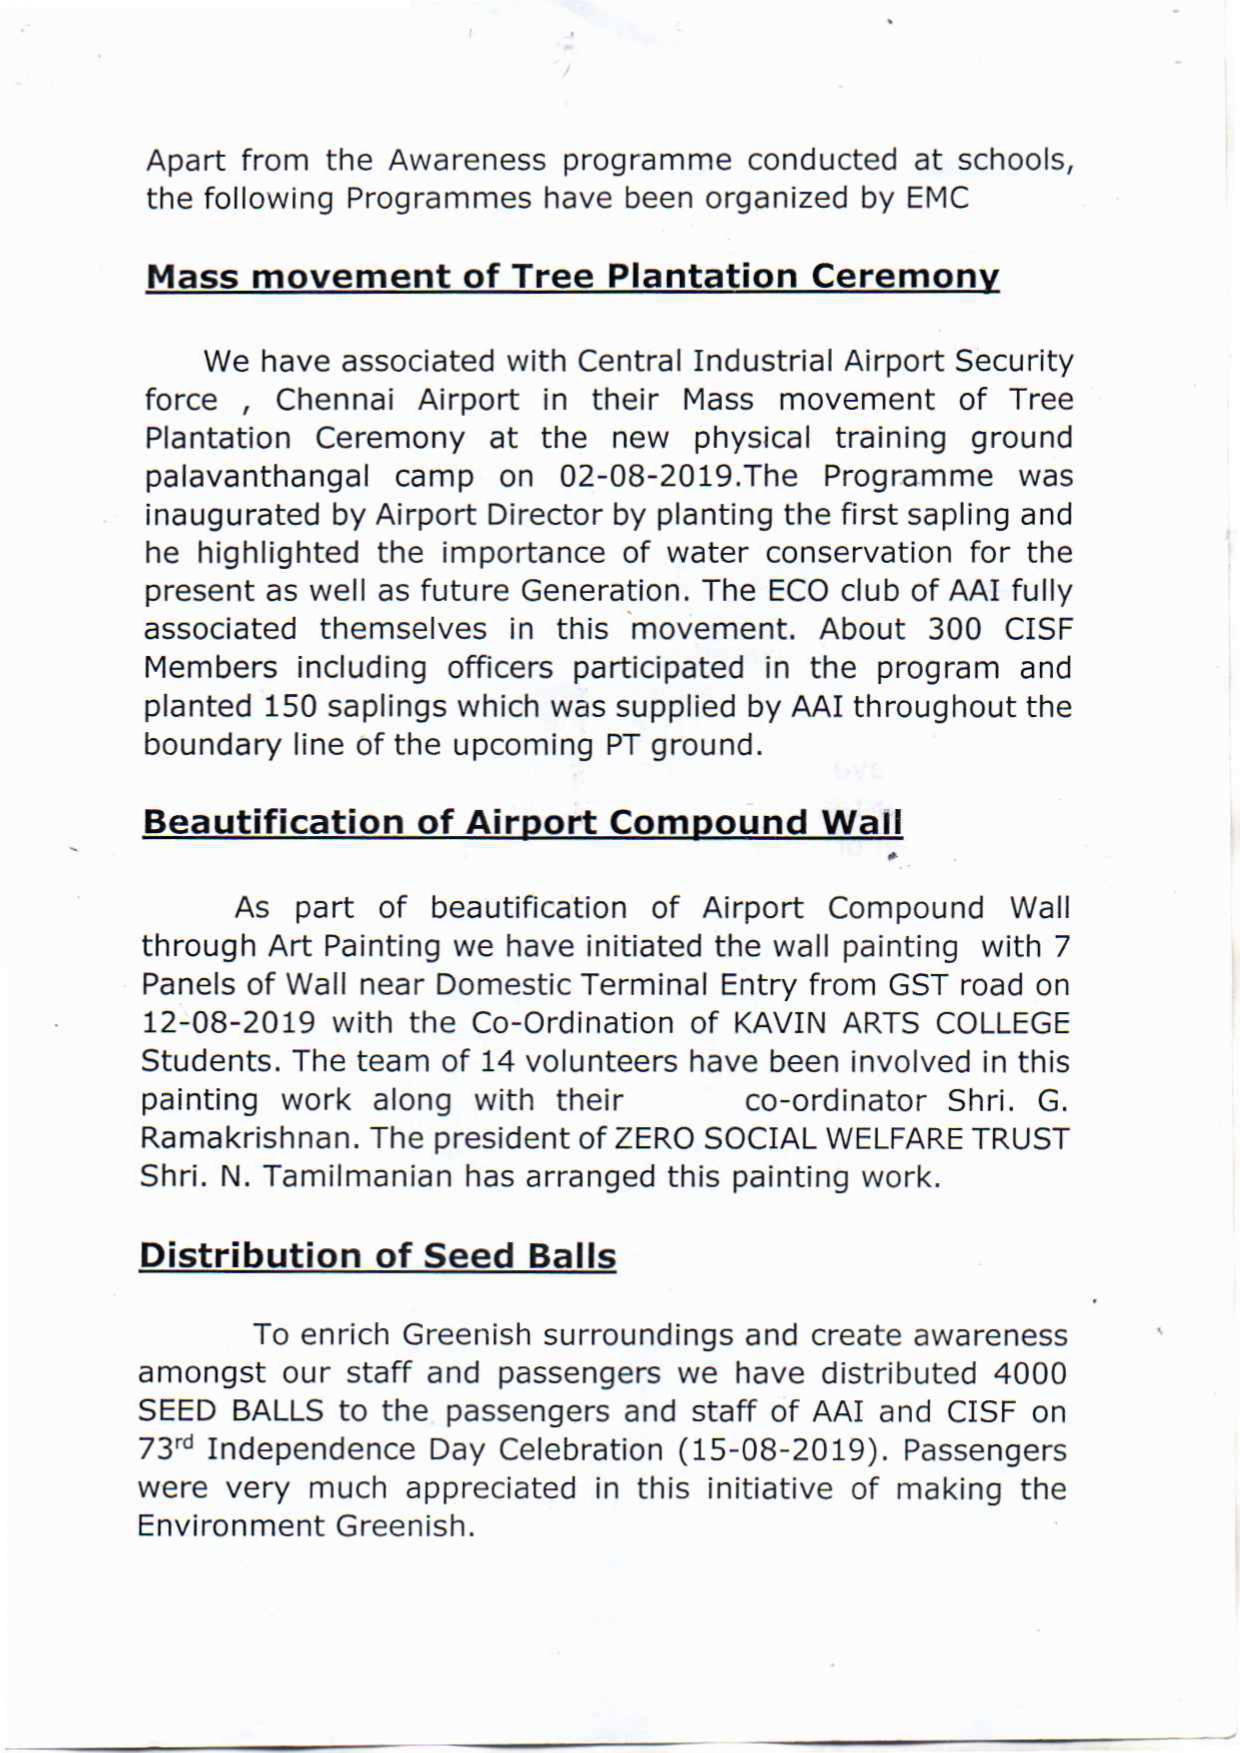 Apart from the Awareness programme conducted at schools,
the following Programmes have been organized by EMC
Mass movement of Tree Plantation Ceremony
We have associated with Central Industrial Airport Security
force , Chennai Airport in their Mass movement of Tree
Plantation Ceremony at the new physical training ground
palavanthangal camp on 02-08-2019.The Programme was
inaugurated by Airport Director by planting the first sapling and
he highlighted the importance of water conservation for the
present as well as future Generation. The ECO club of AAI fully
associated themselves in this movement. About 300 CISF
Members including officers participated in the program and
planted 150 saplings which was supplied by AAI throughout the
boundary line of the upcoming PT ground.
Beautification of Airport Compound Wall
As part of beautification of Airport Compound Wall
through Art Painting we have initiated the wall painting with 7
Panels of Wall near Domestic Terminal Entry from GST road on
12-08-2019 with the Co-Ordination of KAVIN ARTS COLLEGE
Students. The team of 14 volunteers have been involved in this
painting work along with their co-ordinator Shri. G.
Ramakrishnan. The president of ZERO SOCIAL WELFARE TRUST
Shri. N. Tamilmanian has arranged this painting work.
Distribution of Seed Balls
To enrich Greenish surroundings and create awareness
amongst our staff and passengers we have distributed 4000
SEED BALLS to the passengers and staff of AAI and CISF on
73rd Independence Day Celebration (15-08-2019). Passengers
were very much appreciated in this initiative of making the
Environment Greenish.